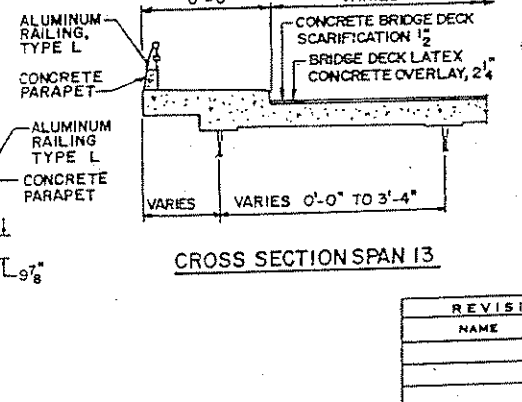 ALUMINUM
RAILING,
TYPE L
CONCRETE
PARAPET
CONCRETE BRIDGE DECK
SCARIFICATION 1/2"
BRIDGE DECK LATEX
CONCRETE OVERLAY, 2 1/4"
ALUMINUM
RAILING
TYPE L
CONCRETE
PARAPET
VARIES
VARIES 0'-0" TO 3'-4"
9 7/8"
CROSS SECTION SPAN 13
NAME